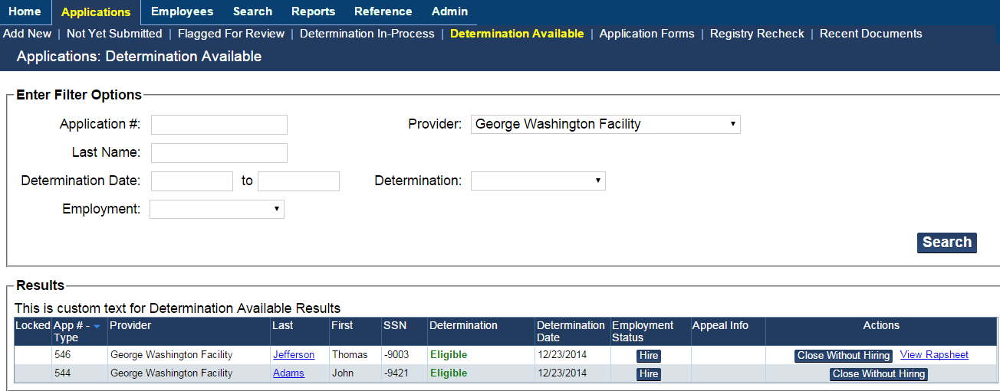 Home Applications Employees Search Reports Reference Admin
Add New | Not Yet Submitted | Flagged For Review | Determination In-Process | Determination Available | Application Forms | Registry Recheck | Recent Documents
Applications: Determination Available
Enter Filter Options
Application #: Provider: George Washington Facility
Last Name:
Determination Date: to Determination:
Employment:
Search
Results
This is custom text for Determination Available Results
Locked App # - Provider Last First SSN Determination Determination Employment Appeal Info Actions
Type Date Status
546 George Washington Facility Jefferson Thomas -9003 Eligible 12/23/2014 Hire Close Without Hiring View Rapsheet
544 George Washington Facility Adams John -9421 Eligible 12/23/2014 Hire Close Without Hiring